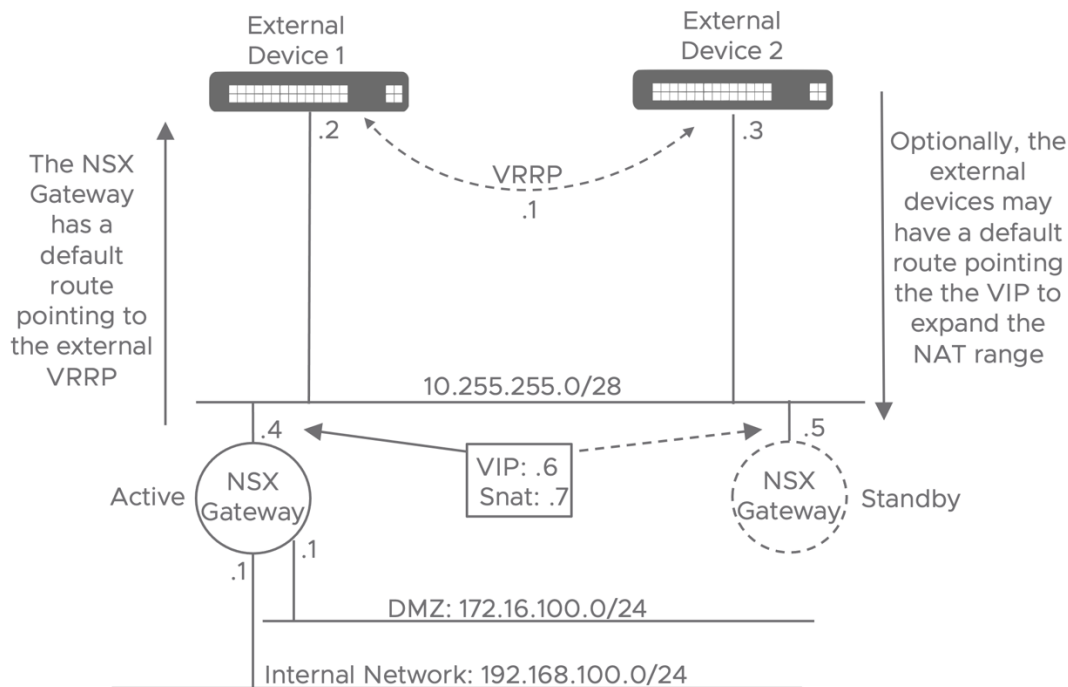 External
Device 1
External
Device 2
.2
.3
The NSX
Gateway
has a
default
route
pointing to
the external
VRRP
VRRP
.1
Optionally, the
external
devices may
have a default
route pointing
the the VIP to
expand the
NAT range
10.255.255.0/28
.4
.5
VIP: .6
Snat: .7
Active
NSX
Gateway
NSX
Gateway
Standby
.1
.1
DMZ: 172.16.100.0/24
Internal Network: 192.168.100.0/24